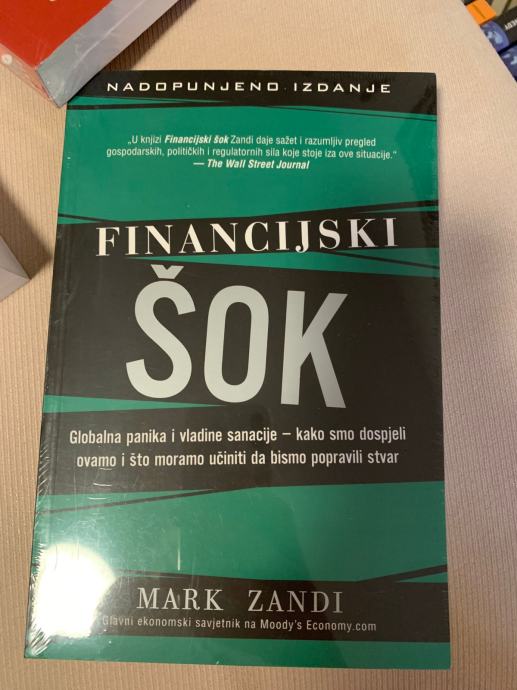 NADOPUNJENO IZDANJE
„U knjizi Financijski šok Zandi daje sažet i razumljiv pregled
gospodarskih, političkih i regulatornih sila koje stoje iza ove situacije."
— The Wall Street Journal
FINANCIJSKI
ŠOK
Globalna panika i vladine sanacije – kako smo dospjeli
ovamo i što moramo učiniti da bismo popravili stvar
MARK ZANDI
Glavni ekonomski savjetnik na Moody's Economy.com